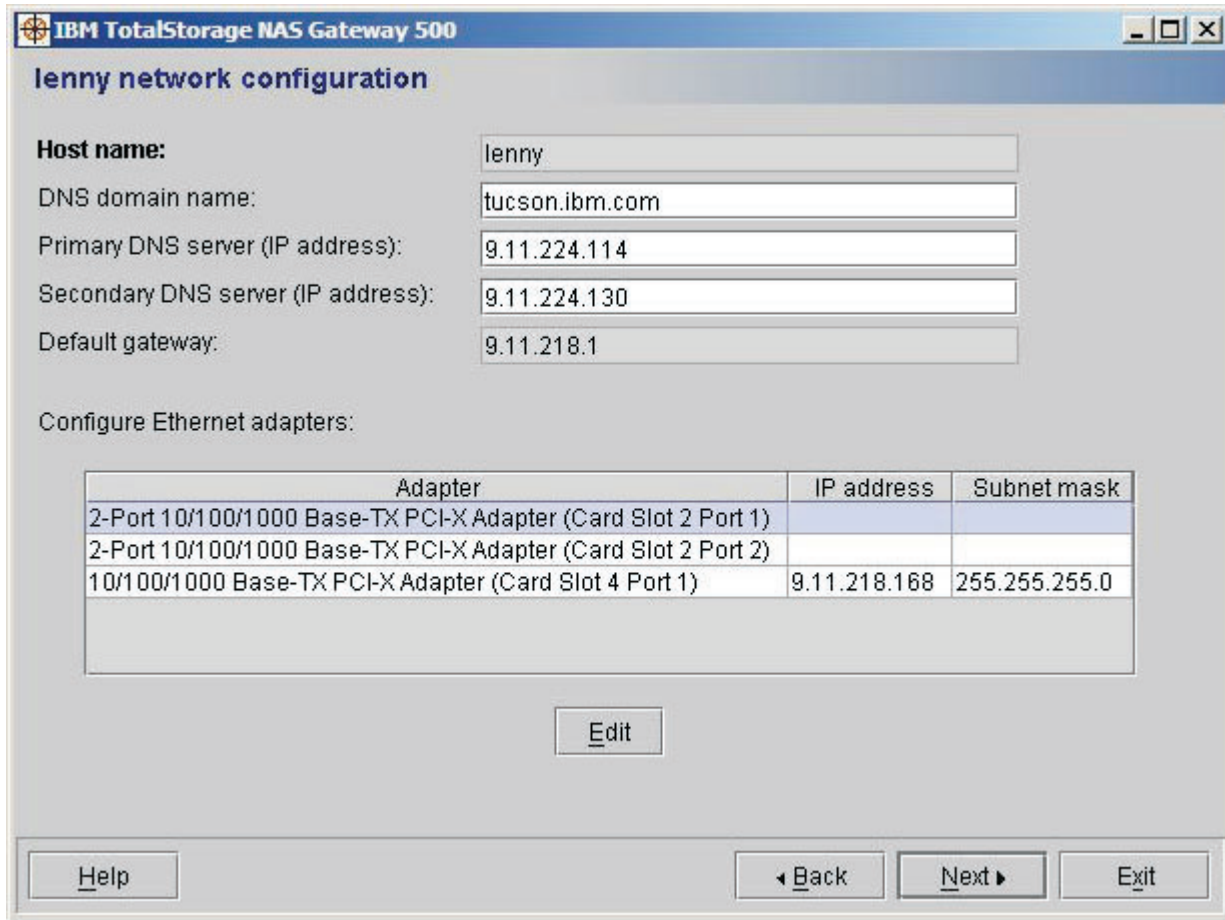 IBM TotalStorage NAS Gateway 500
lenny network configuration
Host name: lenny
DNS domain name: tucson.ibm.com
Primary DNS server (IP address): 9.11.224.114
Secondary DNS server (IP address): 9.11.224.130
Default gateway: 9.11.218.1
Configure Ethernet adapters:
Adapter IP address Subnet mask
2-Port 10/100/1000 Base-TX PCI-X Adapter (Card Slot 2 Port 1)
2-Port 10/100/1000 Base-TX PCI-X Adapter (Card Slot 2 Port 2)
10/100/1000 Base-TX PCI-X Adapter (Card Slot 4 Port 1) 9.11.218.168 255.255.255.0
Edit
Help Back Next Exit